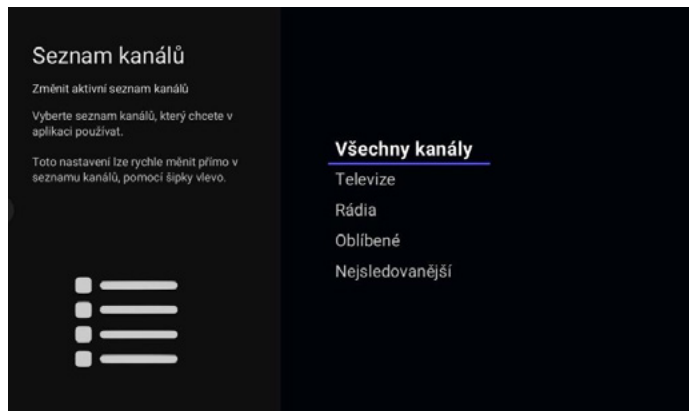 Seznam kanálů
Změnit aktivní seznam kanálů
Vyberte seznam kanálů, který chcete v
aplikaci používat.
Toto nastavení lze rychle měnit přímo v
seznamu kanálů, pomocí šipky vlevo.
Všechny kanály
Televize
Rádia
Oblíbené
Nejsledovanější